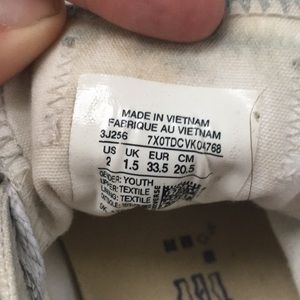 MADE IN VIETNAM
FABRIQUE AU VIETNAM
3J256 7X0TDCVK04768
US UK EUR CM
2 1.5 33.5 20.5
GENDER: YOUTH
UPPER: TEXTILE
LINING: TEXTILE